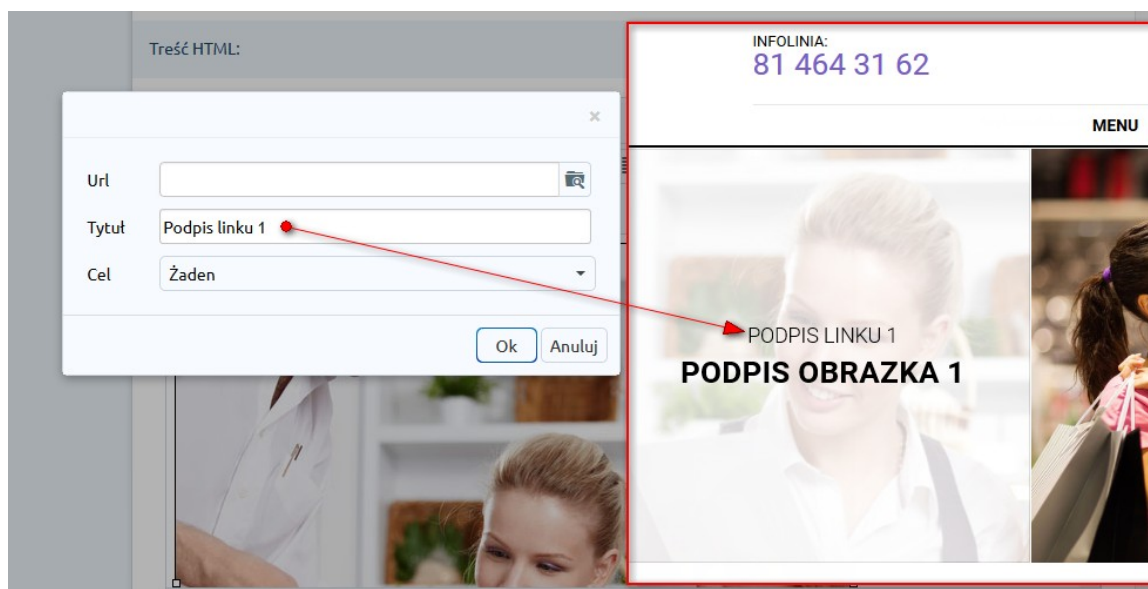 Treść HTML:
INFOLINIA:
81 464 31 62
MENU
×
Url
Tytuł Podpis linku 1
Cel Żaden
Ok Anuluj
PODPIS LINKU 1
PODPIS OBRAZKA 1